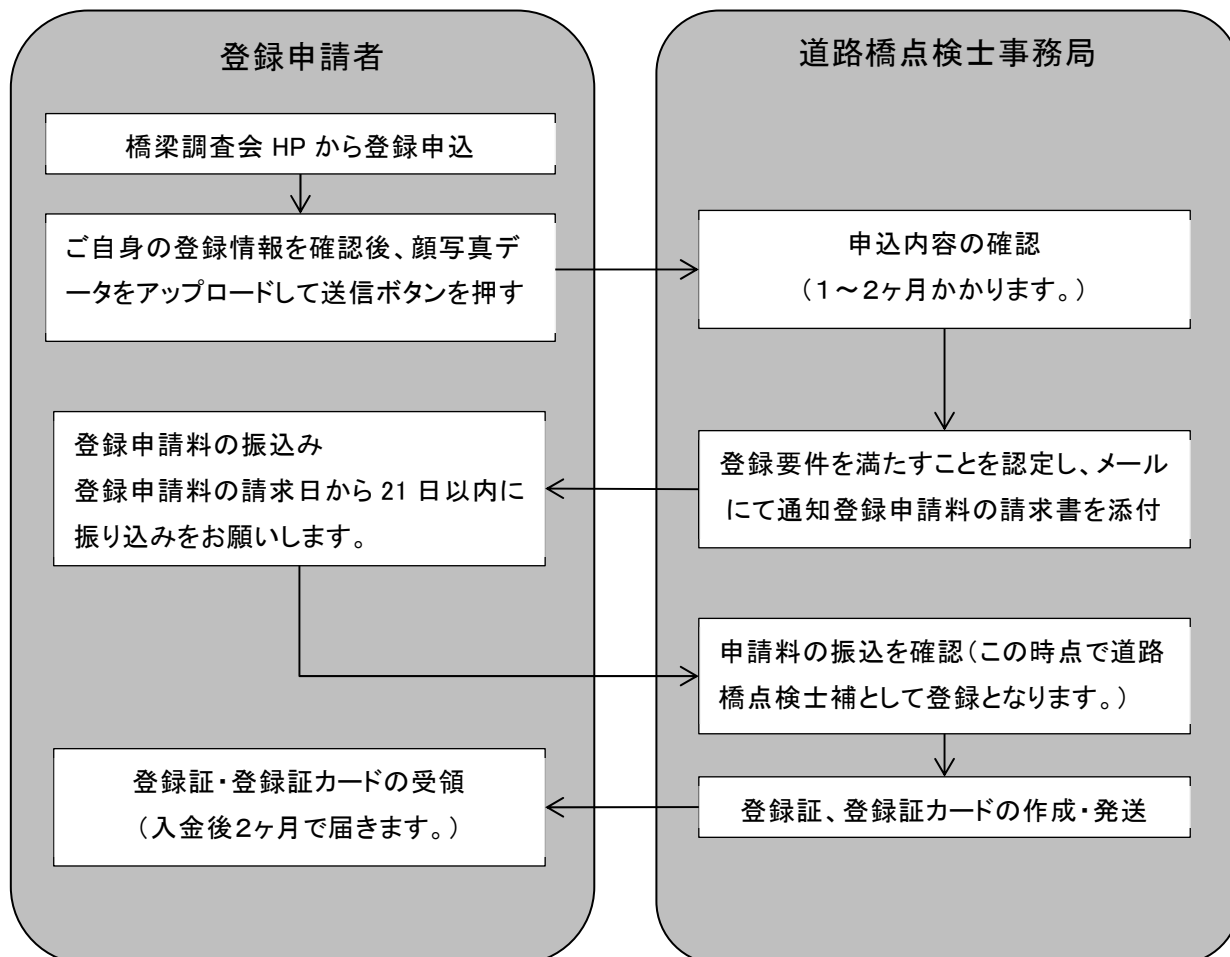 登録申請者
道路橋点検士事務局
橋梁調査会 HP から登録申込
ご自身の登録情報を確認後、顔写真デ
ータをアップロードして送信ボタンを押す
申込内容の確認
（１～２ヶ月かかります。）
登録要件を満たすことを認定し、メール
にて通知登録申請料の請求書を添付
登録申請料の振込み
登録申請料の請求日から 21 日以内に
振り込みをお願いします。
申請料の振込を確認（この時点で道路
橋点検士補として登録となります。）
登録証、登録証カードの作成・発送
登録証・登録証カードの受領
（入金後２ヶ月で届きます。）